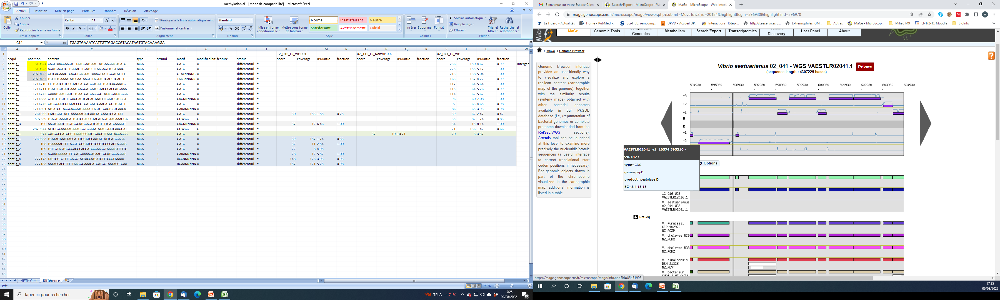 methylation al1 [Mode de compatibilité] - Microsoft Excel
Accueil Insertion Mise en page Formules Données Révision Affichage
Coller
Couper
Copier
Reproduire la mise en forme
Presse-papiers
Calibri 11
G I S
Police
Renvoyer à la ligne automatiquement
Fusionner et centrer
Alignement
Standard
% 000
Nombre
Mise en forme conditionnelle
Mettre sous forme de tableau
Normal Insatisfaisant Neutre
Satisfaisant Avertissement Calcul
Style
Insérer Supprimer Format
Cellules
Somme automatique
Remplissage
Effacer
Trier et filtrer
Rechercher et sélectionner
Édition
C14 fx TGAGTGAAATCATTGTTGGACCGTACATAGTGTACAAAGGA
A B C D E F G H I J K L M N O P Q R S T U V W
1 12_016_LR_Vir-001 07_115_LR_NonVir-002 02_041_LR_Vir
2 seqid position context type strand motif modified bas feature status score coverage IPDRatio fraction score coverage IPDRatio fraction score coverage IPDRatio fraction
3 contig_1 310324 CACTTAACCAACTCTTAAGGATCAACTATGAACAAGTCATC m6A - GATC A differential * 236 150 4.62 0.99 Interger
4 contig_1 310323 AGATGACTTGTTCATAGTTGATCCTTAAGAGTTGGTTAAGT m6A + GATC A differential * 225 155 5.17 1.00
5 contig_1 2970425 CTTCAGAAAGTCAGCTCAGTACTAAAGTTATTGGATATTTT m6A + GTAYNNNNG A differential * 213 138 5.04 1.00
6 contig_1 2970432 TGTTTTCAAAATATCCAATAACTTTAGTACTGAGCTGACTT m6A - TAACNNNNRT A differential * 163 137 4.22 0.99
7 contig_1 1214710 TTTTCATGGTGCGTAGCATGATCCTGATTTCATCAGAAATC m6A + GATC A differential * 117 64 5.64 1.00
8 contig_1 1214711 TGATTTCTGATGAAATCAGGATCATGCTACGCACCATGAAA m6A - GATC A differential * 115 64 5.26 0.99
9 contig_1 1214745 GAAATCAAGCATCTTCAATGATCACGGGTATAGGATAGCCA m6A + GATC A differential * 114 62 5.62 1.00
10 contig_1 1214683 GTTGTTTCTGTTGAGGAGTCAGAGTAATTTTCATGGTGCGT m6A + CAGNNNNNN A differential * 96 60 7.08 1.00
11 contig_1 1214746 CTGGCTATCCTATACCCGTGATCATTGAAGATGCTTGATTT m6A - GATC A differential * 92 63 4.65 0.98
12 contig_1 1214691 ATCATGCTACGCACCATGAAAATTACTCTGACTCCTCAACA m6A - GARANNNNN A differential * 86 65 3.93 0.98
13 contig_1 1264936 TTACTCATTATTTAAATAAGATCAATTATCAATTGCATTAT m6A + GATC A differential * 30 153 1.55 0.25 39 62 2.47 0.42
14 contig_1 597539 TGAGTGAAATCATTGTTGGACCGTACATAGTGTACAAAGGA m5C + GGWCC C differential * 35 82 1.74 0.83
15 contig_3 190 AACTGAATGTTGTGGCATGCAGTTGAGTTTTCATCAAAATT m6A - CAGNNNNNN A differential * 37 12 6.46 1.00 34 15 8.14 1.00
16 contig_1 2879344 ATTCTGCAATAAGAAAGGGTCCATATATAGGTATCAAGGAT m5C - GGWCC C differential * 21 136 1.42 0.66
17 contig_1 974 GATGGCGATGGCTTAAACCGATCTGAGGTTAATTACCACCC m6A + GATC A differential * 37 10 10.71 20 6 3.37
18 contig_1 1269863 TGATAGTAATTACCATTTGGATCCAATATTATTCATCCACA m6A - GATC A differential * 39 157 1.74 0.33
19 contig_2 108 TCAAAAACTTTTACCTTGGGATCGTGCGTCGCCACTACAAG m6A + GATC A differential * 32 11 2.54 1.00
20 contig_2 109 TCTTGTAGTGGCGACGCACGATCCCAAGGTAAAAGTTTTTG m6A - GATC A differential * 22 8 4.95
21 contig_3 182 AGAATAAAAATTTTGATGAAAACTCAACTGCATGCCACAAC m6A + GARANNNNN A differential * 28 12 5.52 1.00
22 contig_4 277173 TACTGCTGTTTTCAGGTATTACCATCATCTTTCCCTTAAAA m6A + ACCNNNNNN A differential * 148 126 3.93 0.93
23 contig_4 277183 AATACCACGTTTTTAAGGGAAAGATGATGGTAATACCTGAA m6A - RGAANNNNN A differential * 157 121 5.25 0.98
METHYL~1 Différence
Prêt 90 %
Taper ici pour rechercher TSLA -1,71% 17:25 09/08/2022
Bienvenue sur votre Espace Clien
Search/Export - MicroScope - We
MaGe - MicroScope - Web Interf
mage.genoscope.cns.fr/microscope/mage/viewer.php?submit=MoveTo&S_id=20184&highlightBegin=596930&highlightEnd=596970
Le Figaro - Actualités Home - PubMed -... Sci-Hub: removing... UPVD - Accueil UP... Interactions Hôtes-... http://seeservices.u... Extremophiles IGM... Autres MaGe - MicroScop... Milieu M9 ENT(2-1): Moodle BioInfo
MaGe Genomic Tools Comparative Genomics Metabolism Search/Export Transcriptomics Variant Discovery User Panel About
» MaGe » Genome Browser
Genome Browser interface
provides an user-friendly way
to visualize and explore a
replicon content (cartographic
map of the genome), together
with the similarity results
(synteny maps) obtained with
other bacterial genomes
available in our PkGDB
database (i.e, (re)annotation of
bacterial genomes or complete
proteome downloaded from the
RefSeq/WGS sections).
Artemis tool can be launched
at this level to examine more
precisely the nucleotidic/proteic
sequences (a useful interface
to correct translational start
codon positions if necessary).
For genomic objects drawn in
part of the chromosome
visualized in the cartographic
map, additional information is
listed in a table.
Vibrio aestuarianus 02_041 - WGS VAESTLR02041.1 Private
(sequence length : 4307225 bases)
594930 595930 596930 597930 598930 599930 600930 601930 602930 603930 604930
+3
+2
+1
D
R
-1
-2
VAESTLR02041_v1_10574 595310 -
596782 :
type=CDS
gene=pepD
product=peptidase D
EC=3.4.13.18
Options
12_016 WGS
VAESTLR12016.1
V. aestuarianus
02_041 WGS
VAESTLR02041.1
RefSeq
V. furnissii
CIP 102972
NZ_ACZP
V. cholerae RC9
NZ_ACHX
V. cholerae B33
NZ_ACHZ
V. sinaloensis
DSM 21326
NZ_AEVT
V. bacterium
https://mage.genoscope.cns.fr/microscope/mage/info.php?id=85451993
17:25
09/08/2022